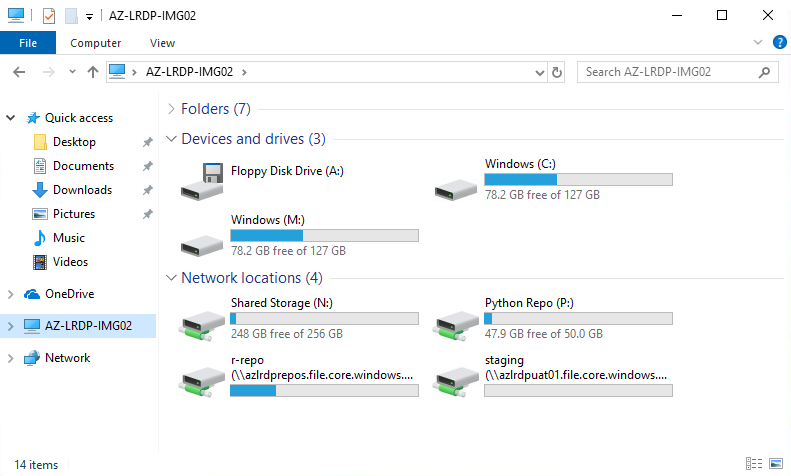 AZ-LRDP-IMG02
File Computer View
AZ-LRDP-IMG02
Search AZ-LRDP-IMG02
Quick access
Desktop
Documents
Downloads
Pictures
Music
Videos
OneDrive
AZ-LRDP-IMG02
Network
Folders (7)
Devices and drives (3)
Floppy Disk Drive (A:)
Windows (C:)
78.2 GB free of 127 GB
Windows (M:)
78.2 GB free of 127 GB
Network locations (4)
Shared Storage (N:)
248 GB free of 256 GB
Python Repo (P:)
47.9 GB free of 50.0 GB
r-repo
(\\azlrdprepos.file.core.windows....
staging
(\\azlrdpuat01.file.core.windows....
14 items